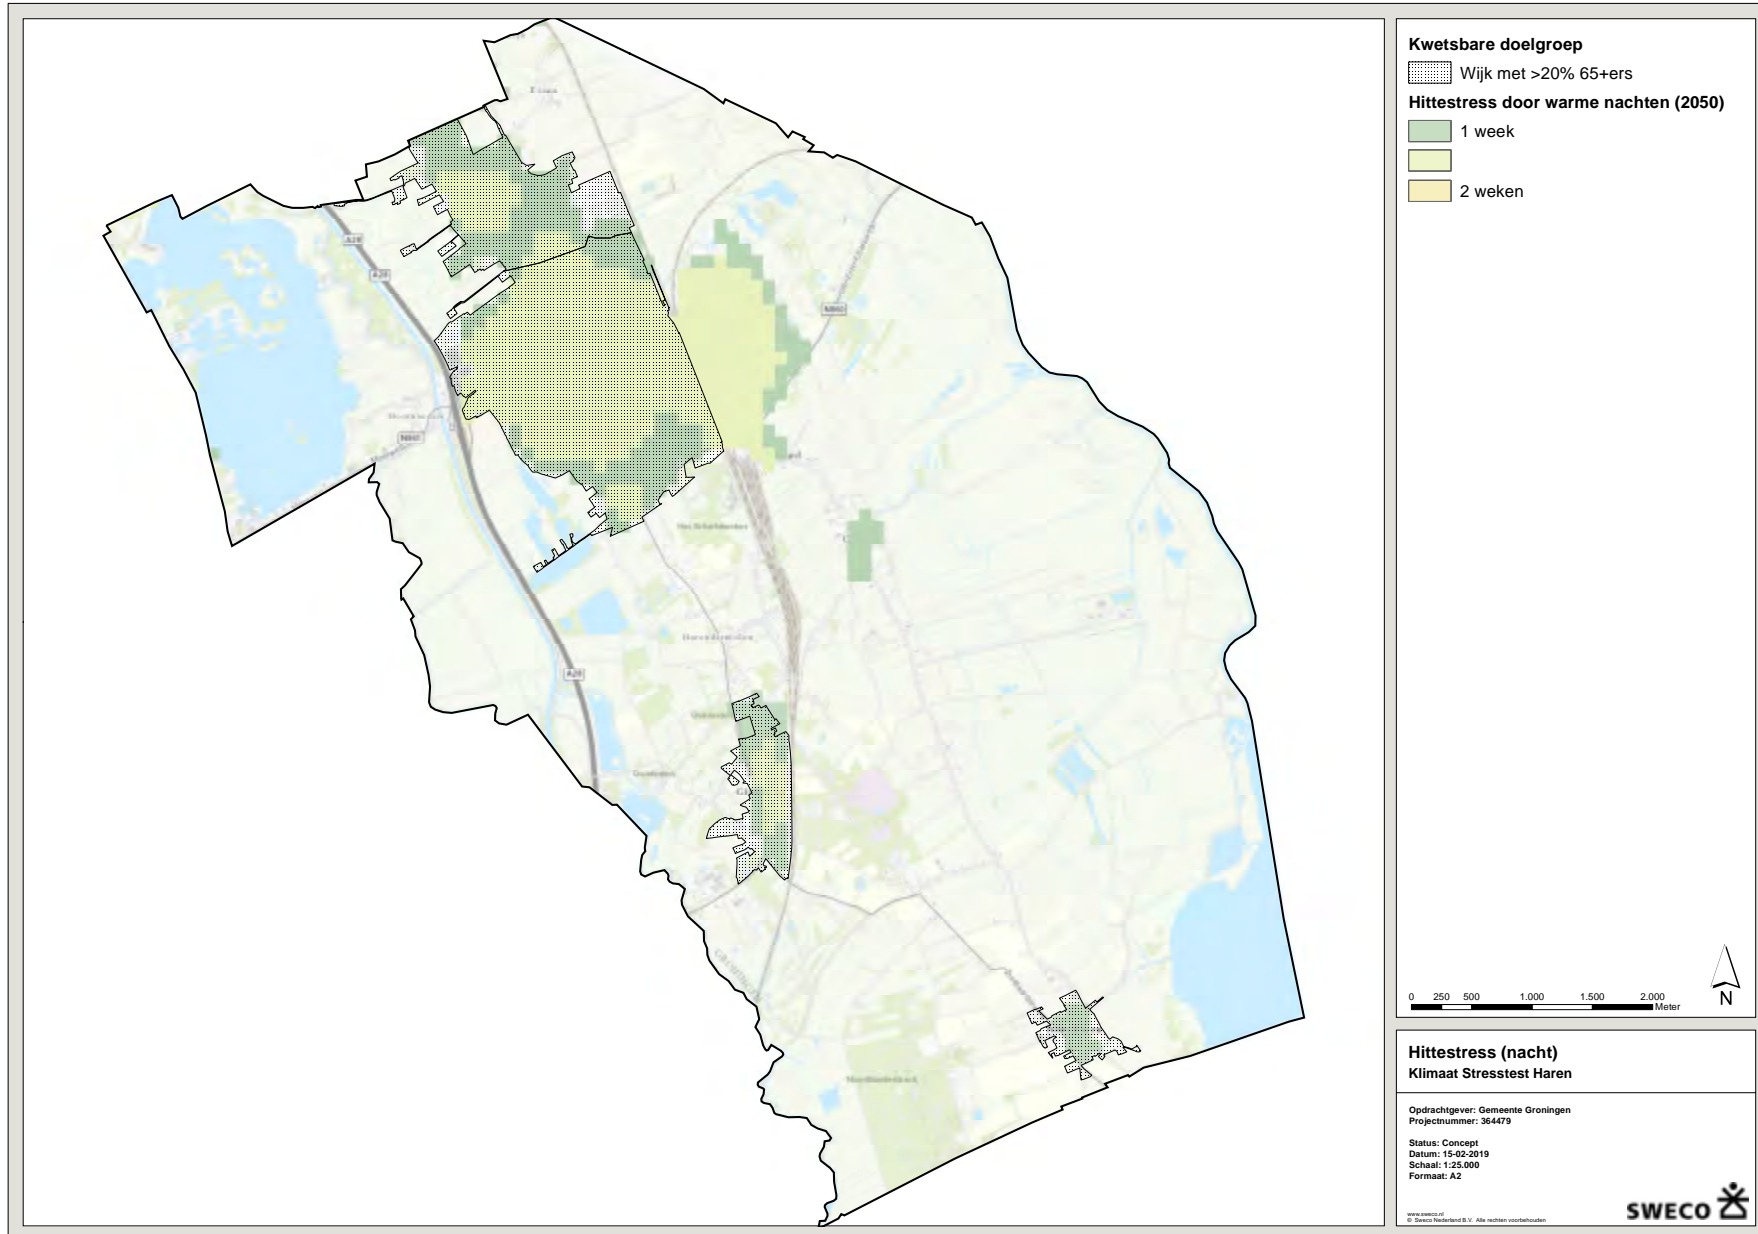 Kwetsbare doelgroep
Wijk met >20% 65+ers
Hittestress door warme nachten (2050)
1 week
2 weken
A28
A28
N860
N861
A28
0 250 500 1.000 1.500 2.000
Meter
N
Hittestress (nacht)
Klimaat Stresstest Haren
Opdrachtgever: Gemeente Groningen
Projectnummer: 364479
Status: Concept
Datum: 15-02-2019
Schaal: 1:25.000
Formaat: A2
www.sweco.nl
© Sweco Nederland B.V. Alle rechten voorbehouden
SWECO